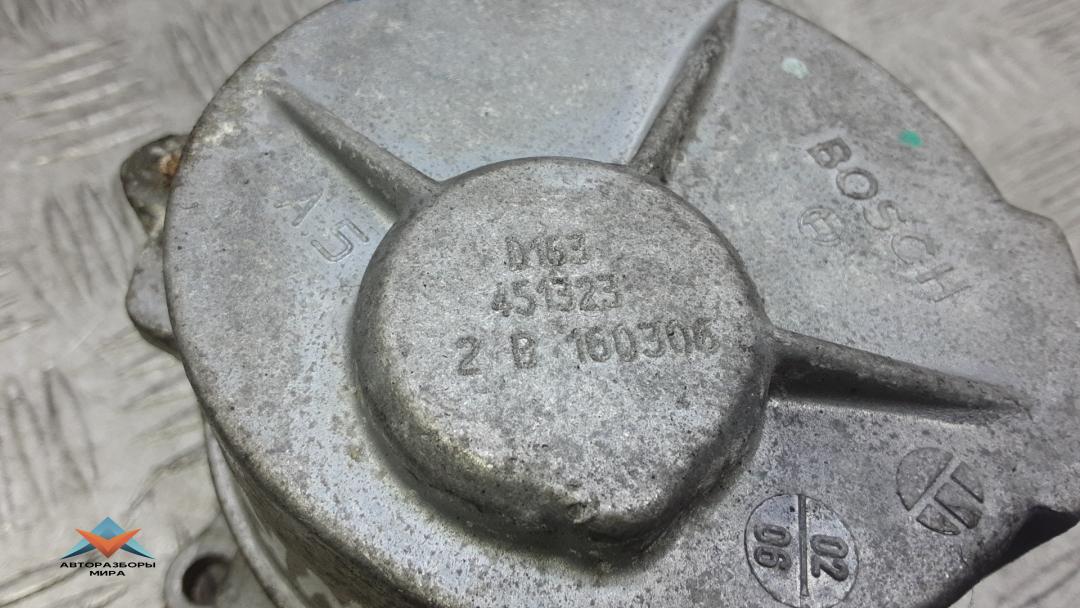 A5
BOSCH
D163
451323
2 B 160306
02
06
АВТОРАЗБОРЫ
МИРА